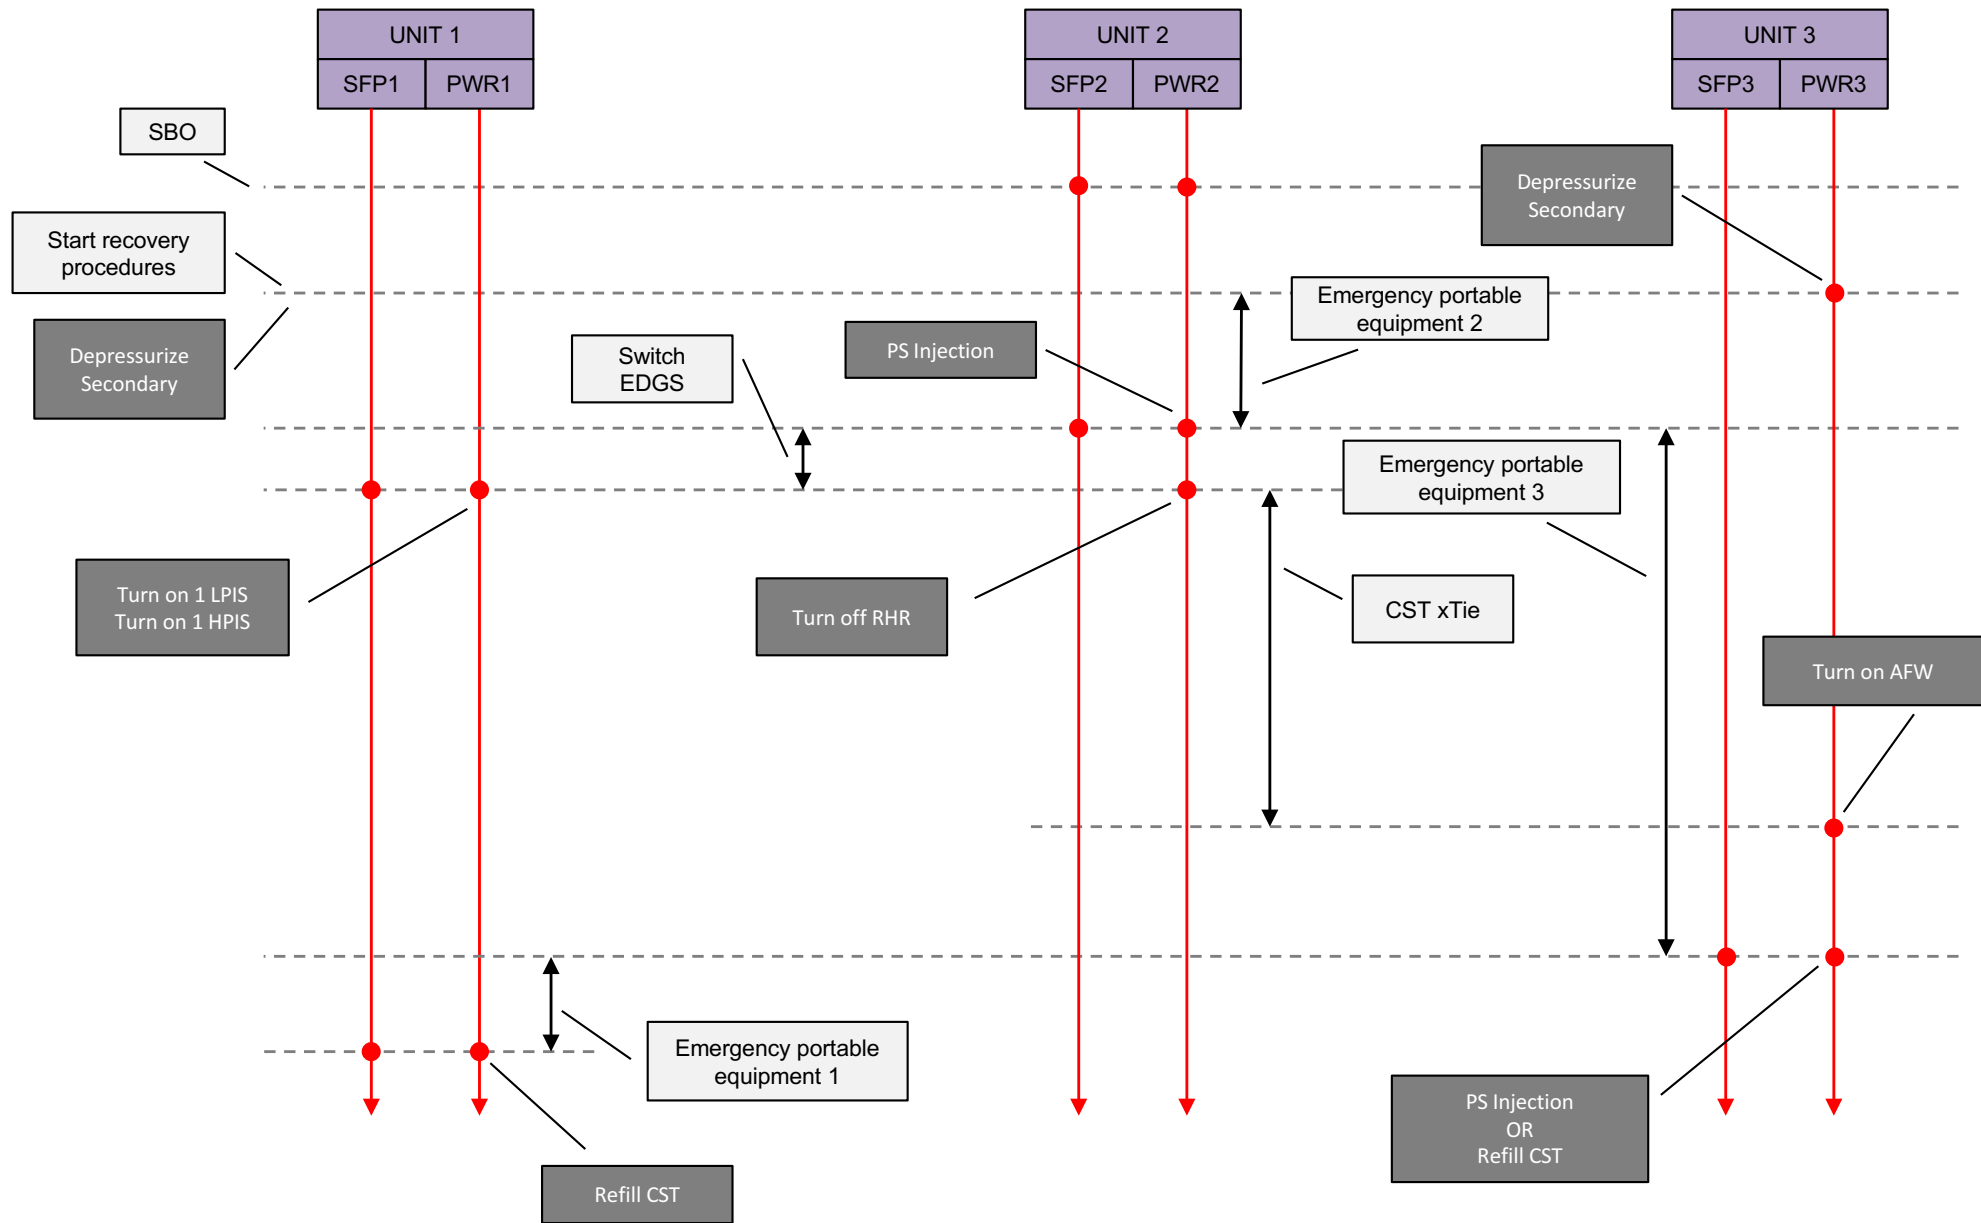 UNIT 1
SFP1
PWR1
UNIT 2
SFP2
PWR2
UNIT 3
SFP3
PWR3
SBO
Depressurize
Secondary
Start recovery
procedures
Emergency portable
equipment 2
Depressurize
Secondary
Switch
EDGS
PS Injection
Emergency portable
equipment 3
Turn on 1 LPIS
Turn on 1 HPIS
Turn off RHR
CST xTie
Turn on AFW
Emergency portable
equipment 1
PS Injection
OR
Refill CST
Refill CST